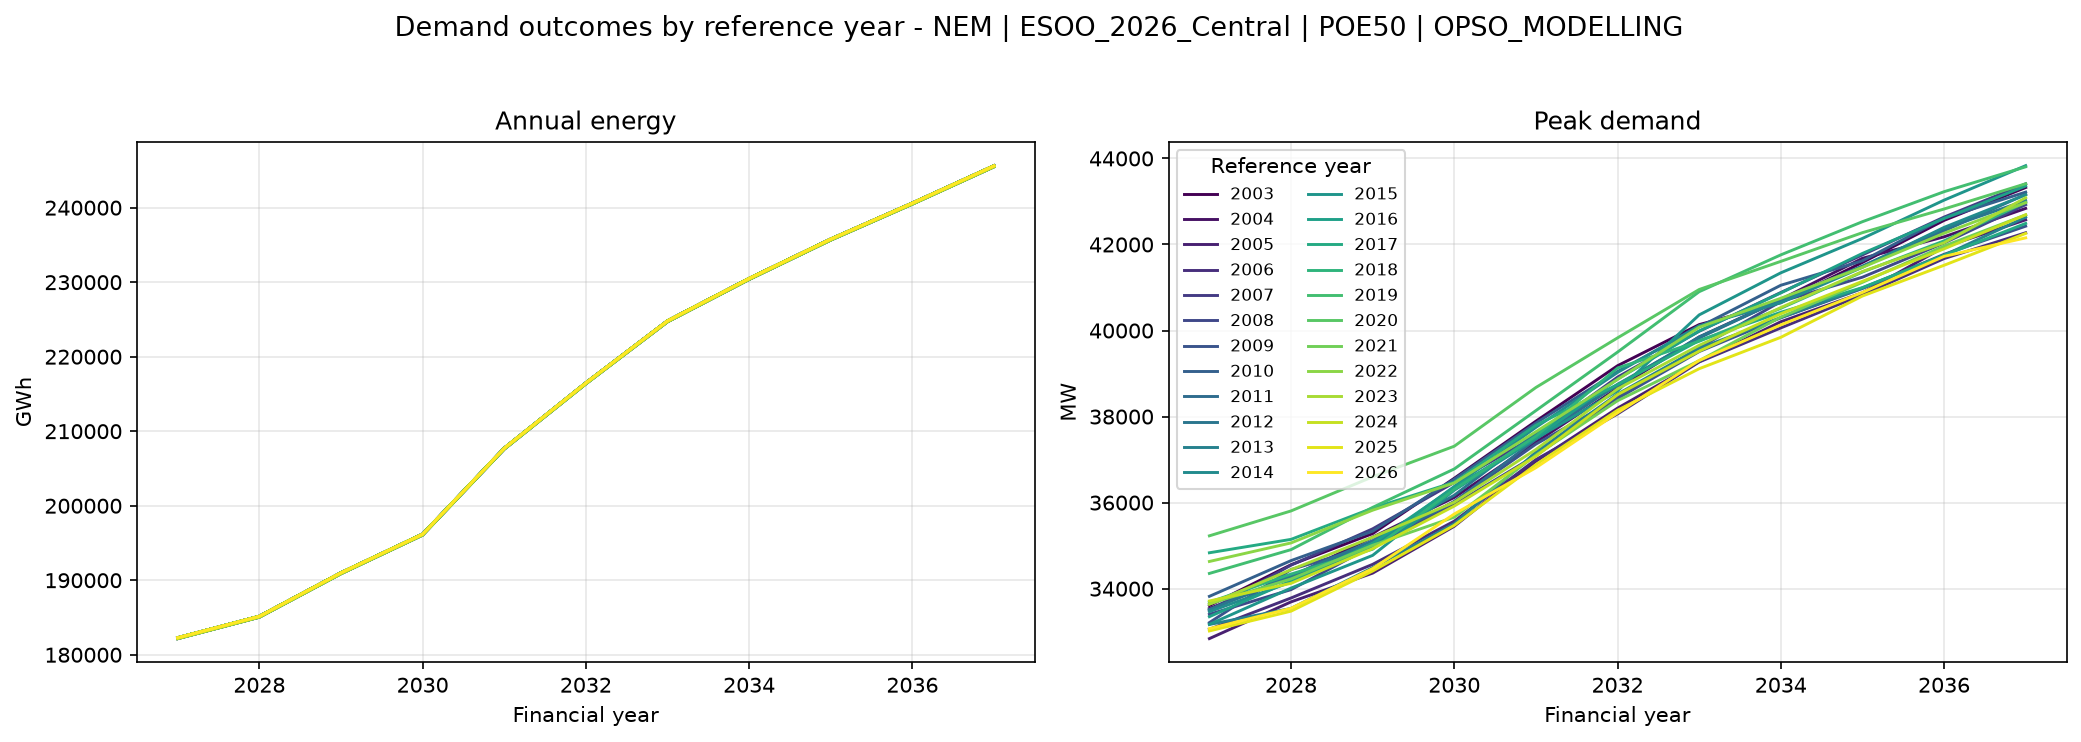 Demand outcomes by reference year - NEM | ESOO_2026_Central | POE50 | OPSO_MODELLING
Annual energy
GWh
240000
230000
220000
210000
200000
190000
180000
2028 2030 2032 2034 2036
Financial year
Peak demand
MW
44000
42000
40000
38000
36000
34000
Reference year
2003 2015
2004 2016
2005 2017
2006 2018
2007 2019
2008 2020
2009 2021
2010 2022
2011 2023
2012 2024
2013 2025
2014 2026
2028 2030 2032 2034 2036
Financial year